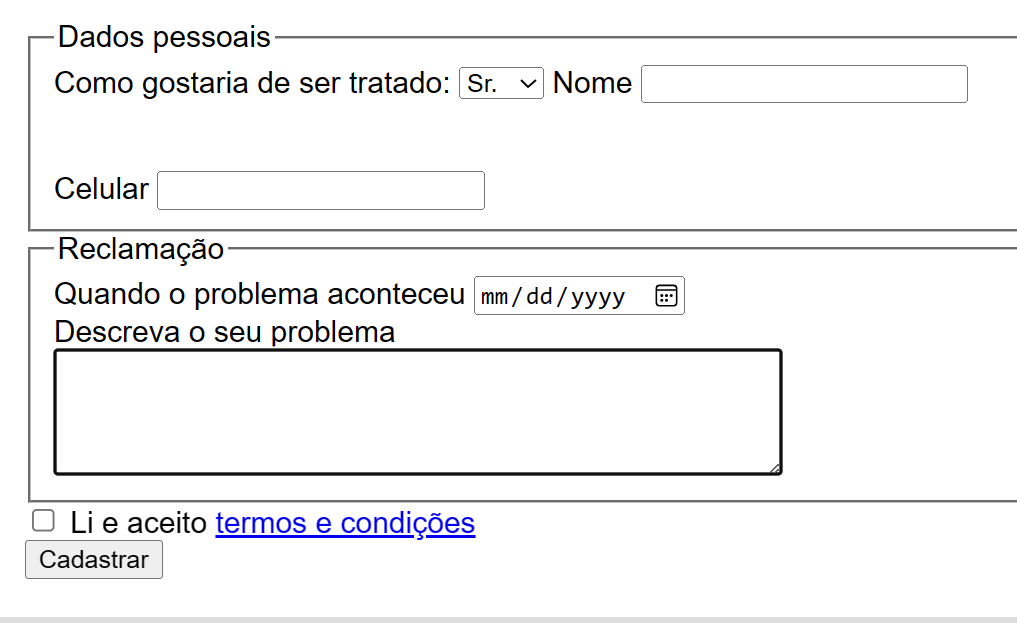 Dados pessoais
Como gostaria de ser tratado: Sr. Nome
Celular
Reclamação
Quando o problema aconteceu mm/dd/yyyy
Descreva o seu problema
Li e aceito termos e condições
Cadastrar